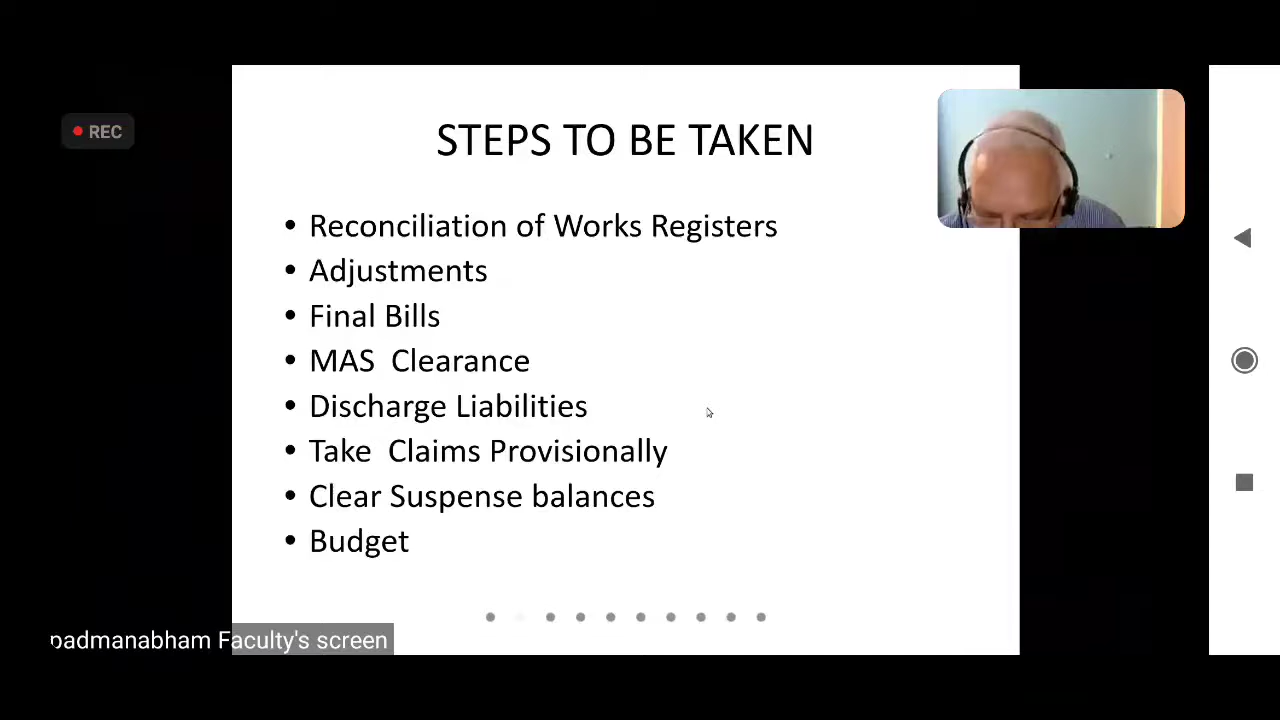 REC
STEPS TO BE TAKEN
• Reconciliation of Works Registers
• Adjustments
• Final Bills
• MAS  Clearance
• Discharge Liabilities
• Take  Claims Provisionally
• Clear Suspense balances
• Budget
padmanabham Faculty's screen